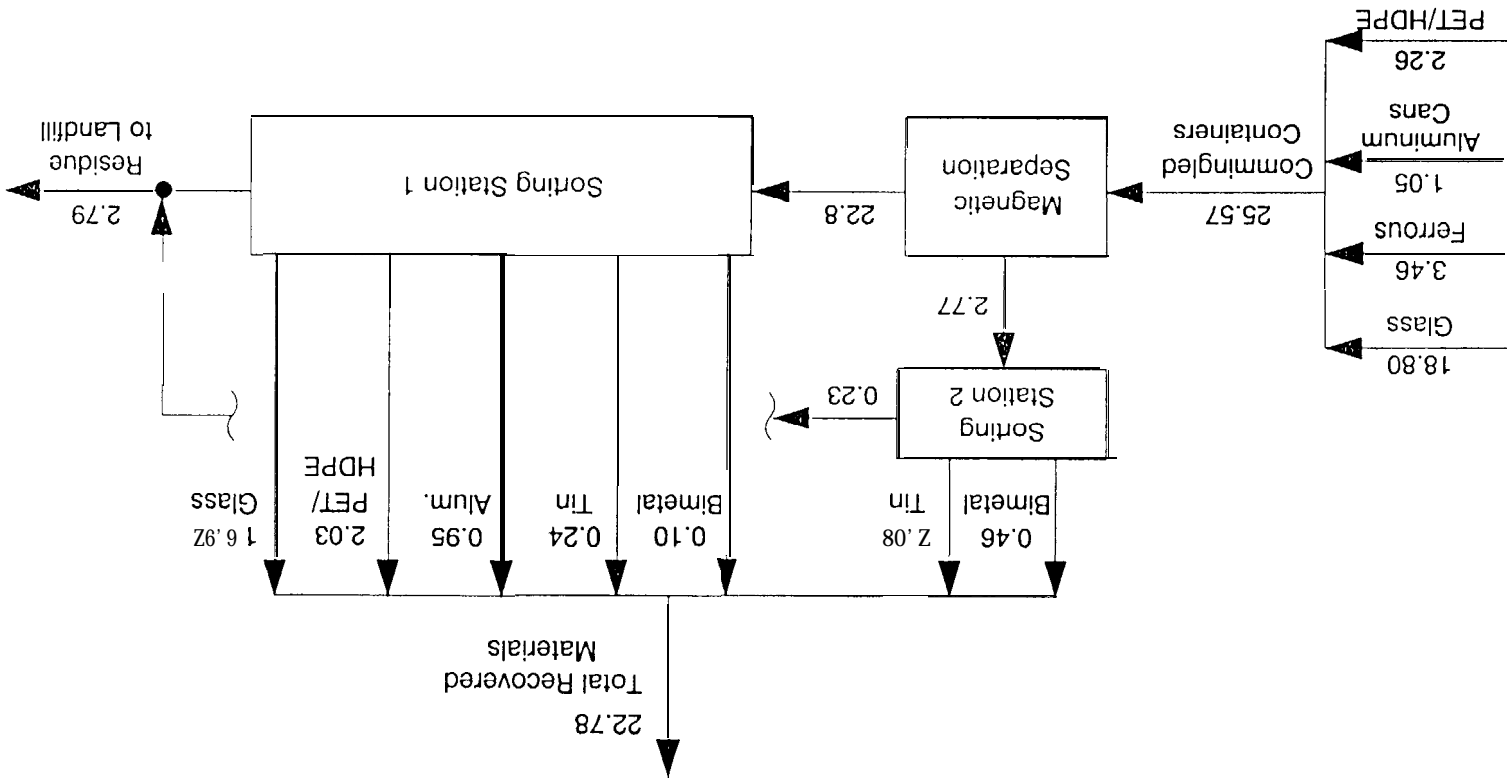 22.78
Total Recovered
Materials
0.46
Bimetal
2.08
Tin
0.10
Bimetal
0.24
Tin
0.95
Alum.
2.03
PET/
HDPE
16.92
Glass
18.80
Glass
3.46
Ferrous
1.05
Aluminum
Cans
2.26
PET/HDPE
25.57
Commingled
Containers
Sorting
Station 2
0.23
2.77
Magnetic
Separation
22.8
Sorting Station 1
2.79
Residue
to Landfill